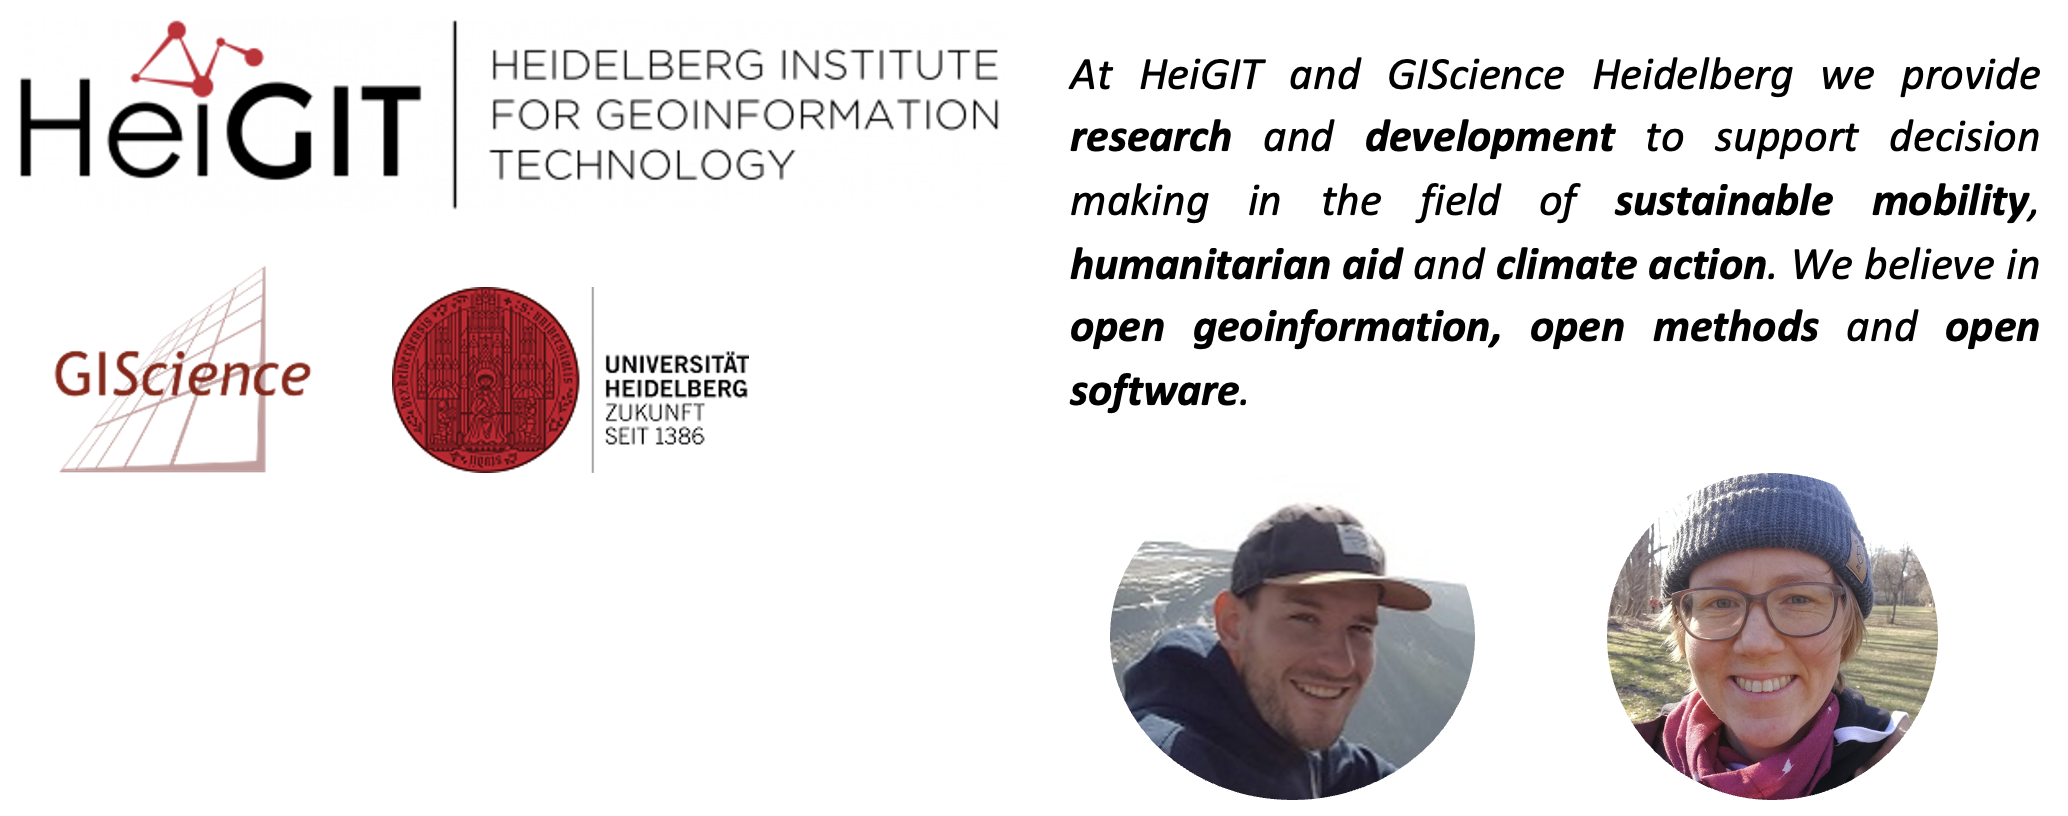 HeiGIT
HEIDELBERG INSTITUTE
FOR GEOINFORMATION
TECHNOLOGY
GIScience
UNIVERSITÄT
HEIDELBERG
ZUKUNFT
SEIT 1386
At HeiGIT and GIScience Heidelberg we provide
research and development to support decision
making in the field of sustainable mobility,
humanitarian aid and climate action. We believe in
open geoinformation, open methods and open
software.